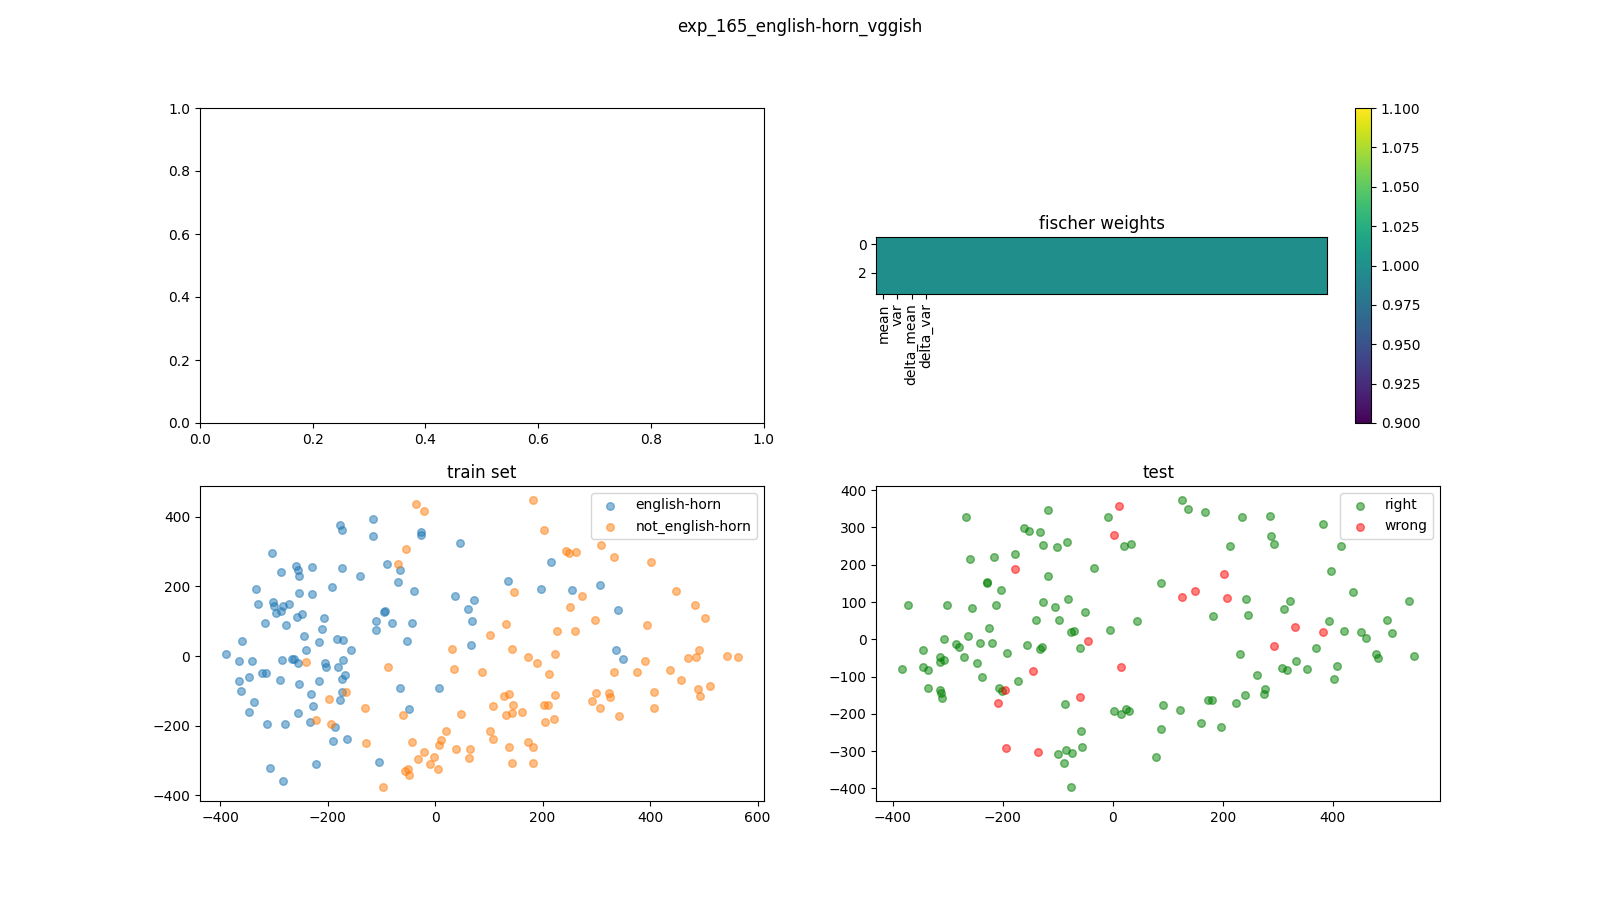 exp_165_english-horn_vggish
1.0
0.8
0.6
0.4
0.2
0.0
0.0 0.2 0.4 0.6 0.8 1.0
fischer weights
0
2
mean
var
delta_mean
delta_var
1.100
1.075
1.050
1.025
1.000
0.975
0.950
0.925
0.900
train set
english-horn
not_english-horn
400
200
0
−200
−400
−400 −200 0 200 400 600
test
right
wrong
400
300
200
100
0
−100
−200
−300
−400
−400 −200 0 200 400